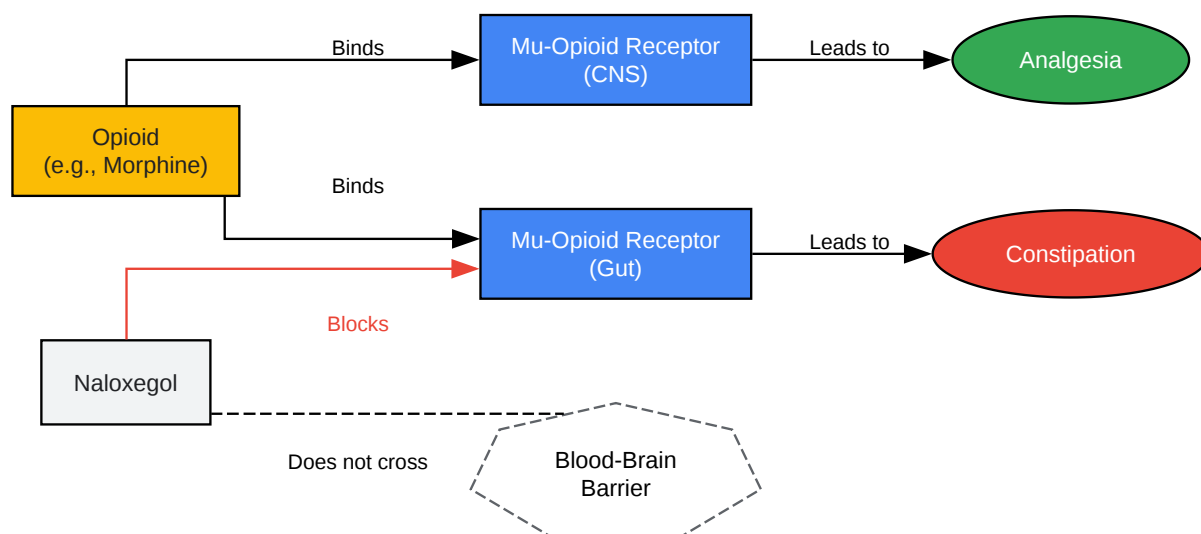 Binds
Mu-Opioid Receptor
(CNS)
Leads to
Analgesia
Opioid
(e.g., Morphine)
Binds
Mu-Opioid Receptor
(Gut)
Leads to
Constipation
Blocks
Naloxegol
Does not cross
Blood-Brain
Barrier